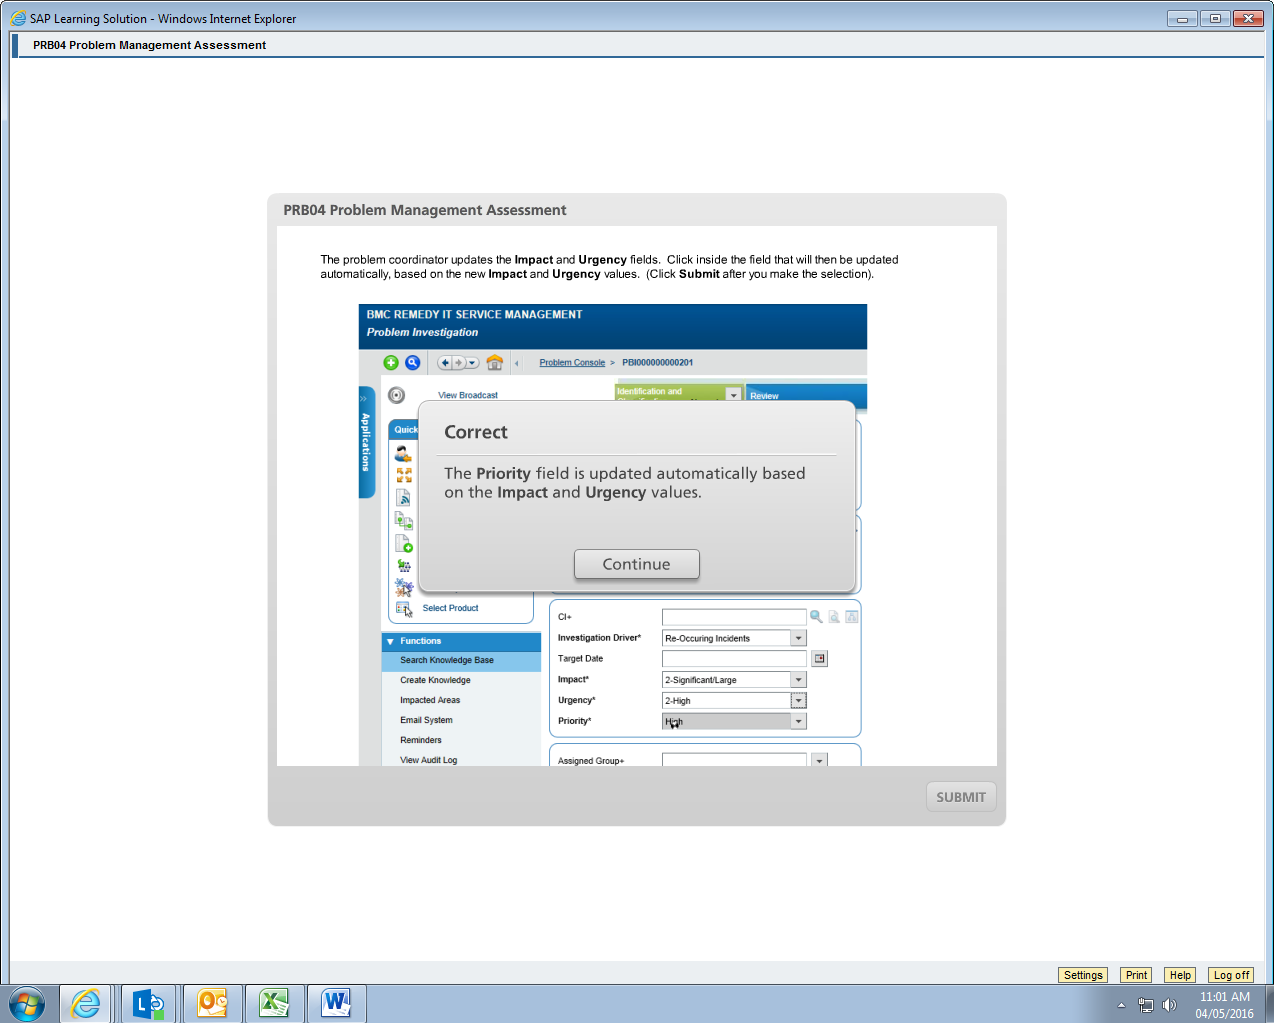 SAP Learning Solution - Windows Internet Explorer
PRB04 Problem Management Assessment
PRB04 Problem Management Assessment
The problem coordinator updates the Impact and Urgency fields. Click inside the field that will then be updated
automatically, based on the new Impact and Urgency values. (Click Submit after you make the selection).
BMC REMEDY IT SERVICE MANAGEMENT
Problem Investigation
Problem Console > PBI000000000201
View Broadcast
Identification and
Review
Applications
Quick
Correct
The Priority field is updated automatically based
on the Impact and Urgency values.
Continue
Select Product
Functions
Search Knowledge Base
Create Knowledge
Impacted Areas
Email System
Reminders
View Audit Log
CI+
Investigation Driver* Re-Occuring Incidents
Target Date
Impact* 2-Significant/Large
Urgency* 2-High
Priority* High
Assigned Group+
SUBMIT
Settings Print Help Log off
11:01 AM
04/05/2016